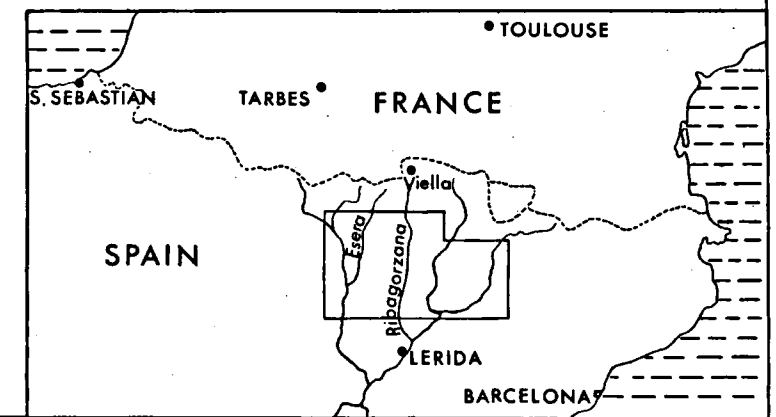 TOULOUSE
S. SEBASTIAN
TARBES
FRANCE
Viella
SPAIN
Esera
Ribagorzana
LERIDA
BARCELONA